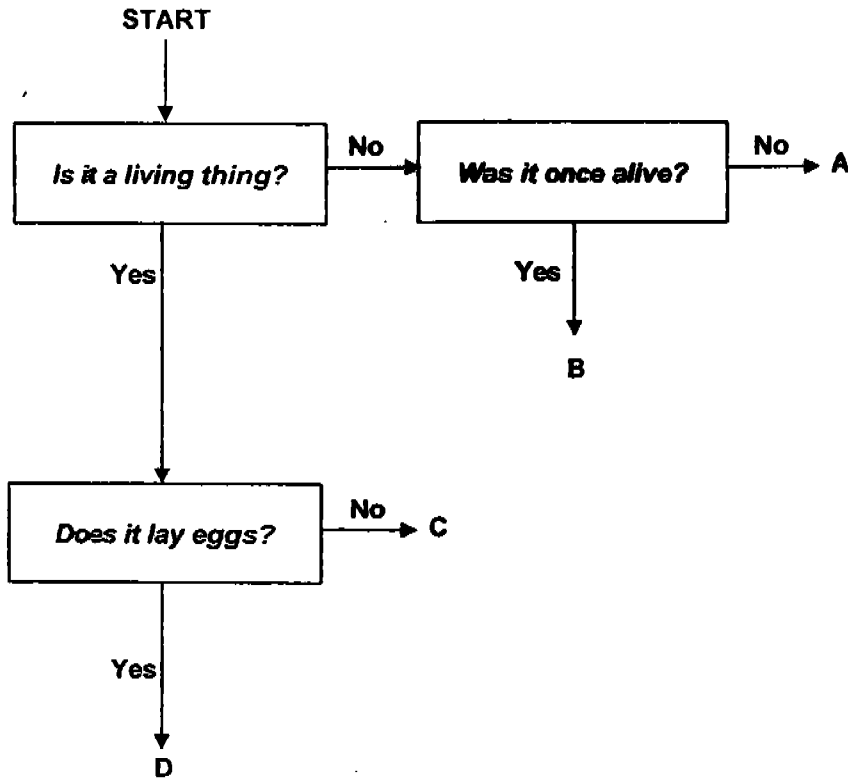 START
Is it a living thing?
No
Was it once alive?
No
A
Yes
Yes
B
Does it lay eggs?
No
C
Yes
D